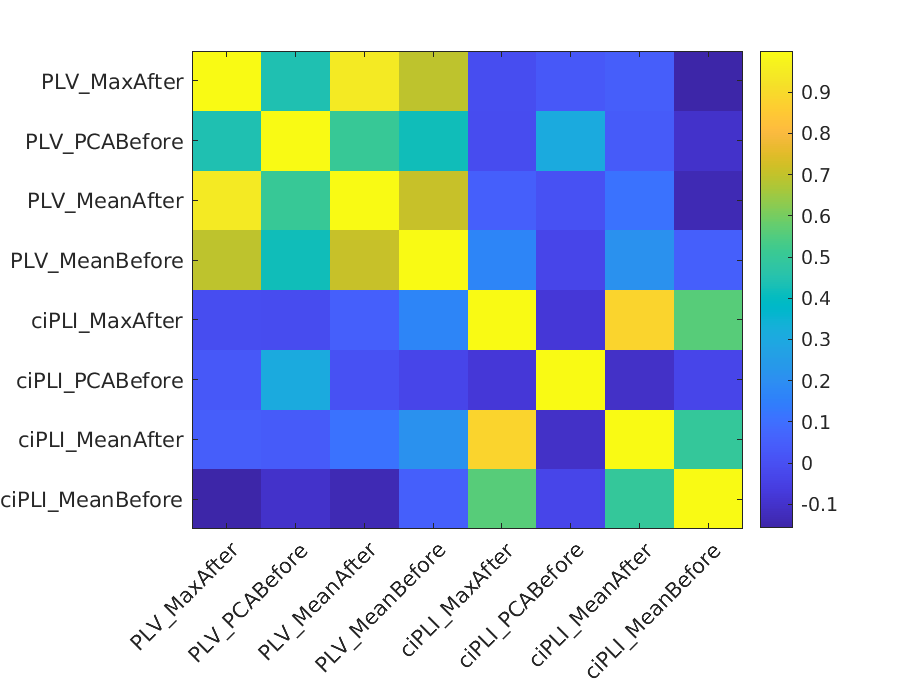 PLV_MaxAfter
PLV_PCABefore
PLV_MeanAfter
PLV_MeanBefore
ciPLI_MaxAfter
ciPLI_PCABefore
ciPLI_MeanAfter
ciPLI_MeanBefore
0.9
0.8
0.7
0.6
0.5
0.4
0.3
0.2
0.1
0
-0.1
PLV_MaxAfter
PLV_PCABefore
PLV_MeanAfter
PLV_MeanBefore
ciPLI_MaxAfter
ciPLI_PCABefore
ciPLI_MeanAfter
ciPLI_MeanBefore